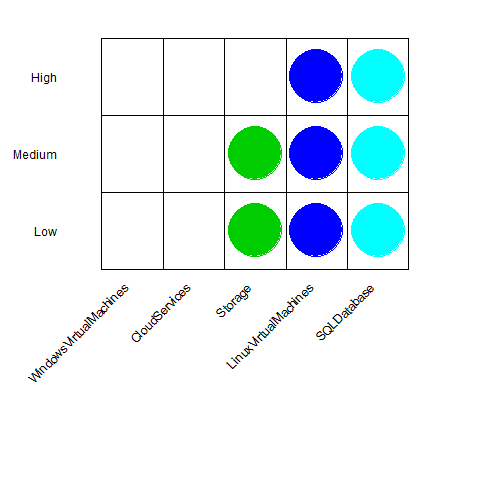 High
Medium
Low
WindowsVirtualMachines
CloudServices
Storage
LinuxVirtualMachines
SQLDatabase